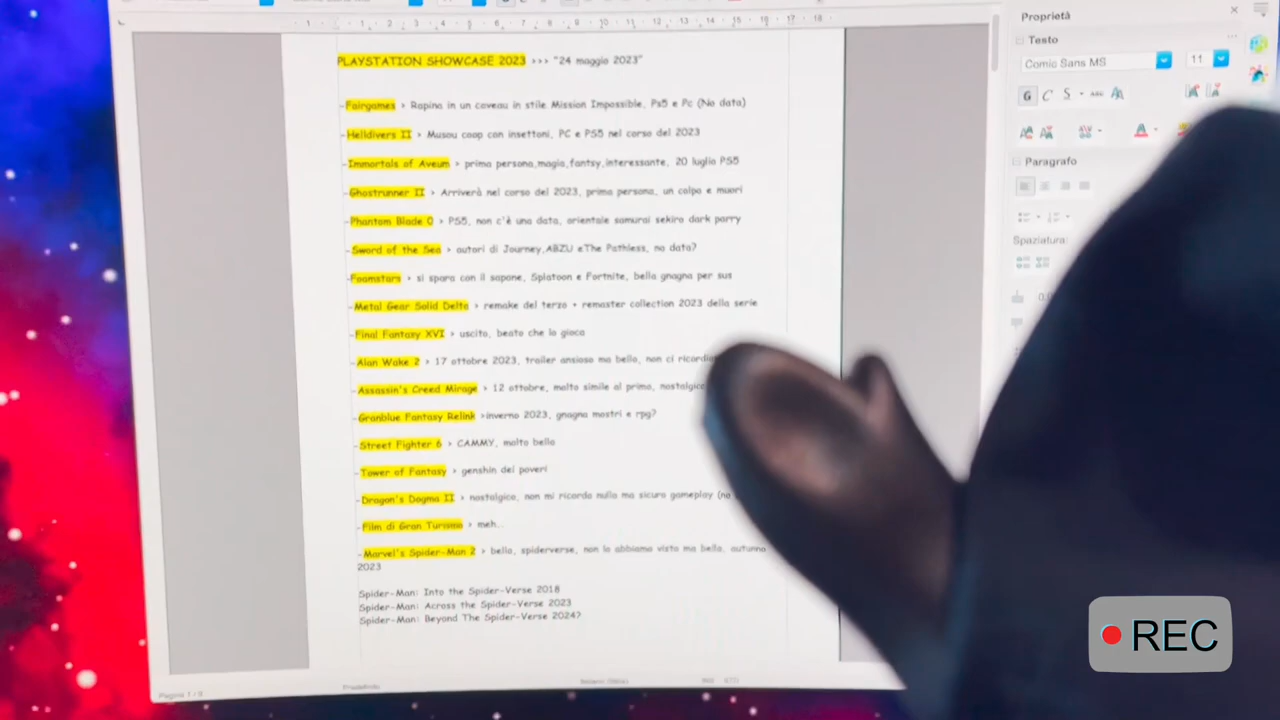 Proprietà
Testo
Comic Sans MS
11
G C S
Paragrafo
Spaziatura:
PLAYSTATION SHOWCASE 2023 >>> "24 maggio 2023"
-Fairgames > Rapina in un caveau in stile Mission Impossible, Ps5 e Pc (No data)
-Helldivers II > Musou coop con insettoni, PC e PS5 nel corso del 2023
-Immortals of Aveum > prima persona,magia,fantsy,interessante, 20 luglio PS5
-Ghostrunner II > Arriverà nel corso del 2023, prima persona, un colpo e muori
-Phantom Blade 0 > PS5, non c'è una data, orientale samurai sekiro dark parry
-Sword of the Sea > autori di Journey,ABZU eThe Pathless, no data?
-Foamstars > si spara con il sapone, Splatoon e Fortnite, bella gnagna per sus
-Metal Gear Solid Delta > remake del terzo + remaster collection 2023 della serie
-Final Fantasy XVI > uscito, beato che lo gioca
-Alan Wake 2 > 17 ottobre 2023, trailer ansioso ma bello, non ci
-Assassin's Creed Mirage > 12 ottobre, molto simile al primo,
-Granblue Fantasy Relink >inverno 2023, gnagna mostri e rpg?
-Street Fighter 6 > CAMMY, molto bello
-Tower of Fantasy > genshin dei poveri
-Dragon's Dogma II > nostalgico, non mi ricordo nulla ma sicuro gameplay
-Film di Gran Turismo > meh..
-Marvel's Spider-Man 2 > bello, spiderverse, non lo abbiamo visto ma bello, autunno
2023
Spider-Man: Into the Spider-Verse 2018
Spider-Man: Across the Spider-Verse 2023
Spider-Man: Beyond The Spider-Verse 2024?
REC